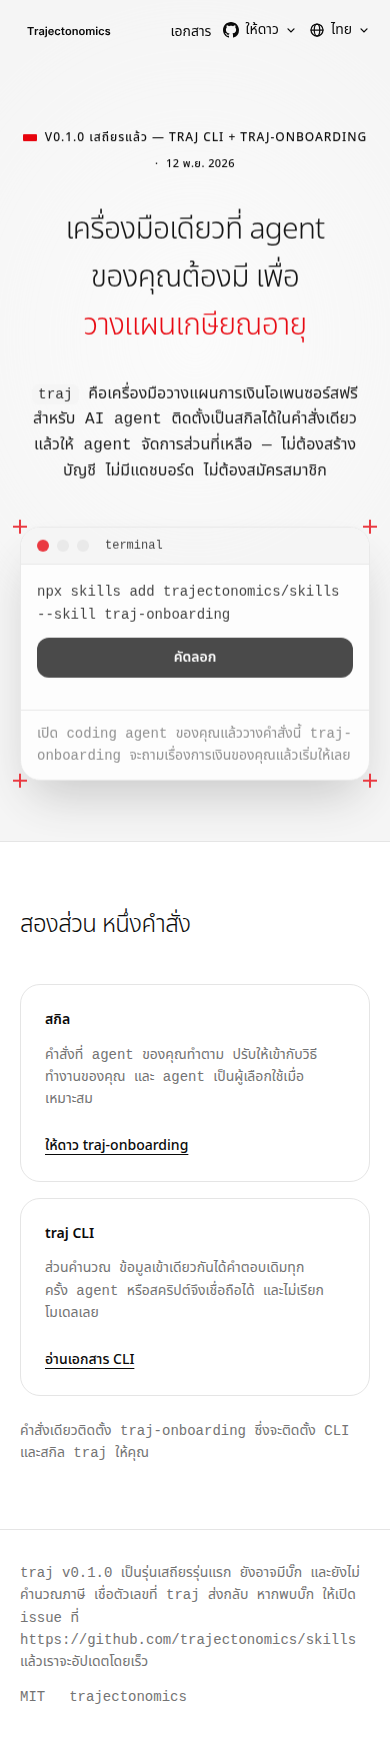 Trajectonomics เอกสาร ให้ดาว ไทย
V0.1.0 เสถียรแล้ว — TRAJ CLI + TRAJ-ONBOARDING
· 12 พ.ย. 2026
เครื่องมือเดียวที่ agent
ของคุณต้องมี เพื่อ
วางแผนเกษียณอายุ
traj คือเครื่องมือวางแผนการเงินโอเพนซอร์สฟรี
สำหรับ AI agent ติดตั้งเป็นสกิลได้ในคำสั่งเดียว
แล้วให้ agent จัดการส่วนที่เหลือ — ไม่ต้องสร้าง
บัญชี ไม่มีแดชบอร์ด ไม่ต้องสมัครสมาชิก
terminal
npx skills add trajectonomics/skills
--skill traj-onboarding
คัดลอก
เปิด coding agent ของคุณแล้ววางคำสั่งนี้ traj-
onboarding จะถามเรื่องการเงินของคุณแล้วเริ่มให้เลย
สองส่วน หนึ่งคำสั่ง
สกิล
คำสั่งที่ agent ของคุณทำตาม ปรับให้เข้ากับวิธี
ทำงานของคุณ และ agent เป็นผู้เลือกใช้เมื่อ
เหมาะสม
ให้ดาว traj-onboarding
traj CLI
ส่วนคำนวณ ข้อมูลเข้าเดียวกันได้คำตอบเดิมทุก
ครั้ง agent หรือสคริปต์จึงเชื่อถือได้ และไม่เรียก
โมเดลเลย
อ่านเอกสาร CLI
คำสั่งเดียวติดตั้ง traj-onboarding ซึ่งจะติดตั้ง CLI
และสกิล traj ให้คุณ
traj v0.1.0 เป็นรุ่นเสถียรรุ่นแรก ยังอาจมีบั๊ก และยังไม่
คำนวณภาษี เชื่อตัวเลขที่ traj ส่งกลับ หากพบบั๊ก ให้เปิด
issue ที่
https://github.com/trajectonomics/skills
แล้วเราจะอัปเดตโดยเร็ว
MIT trajectonomics